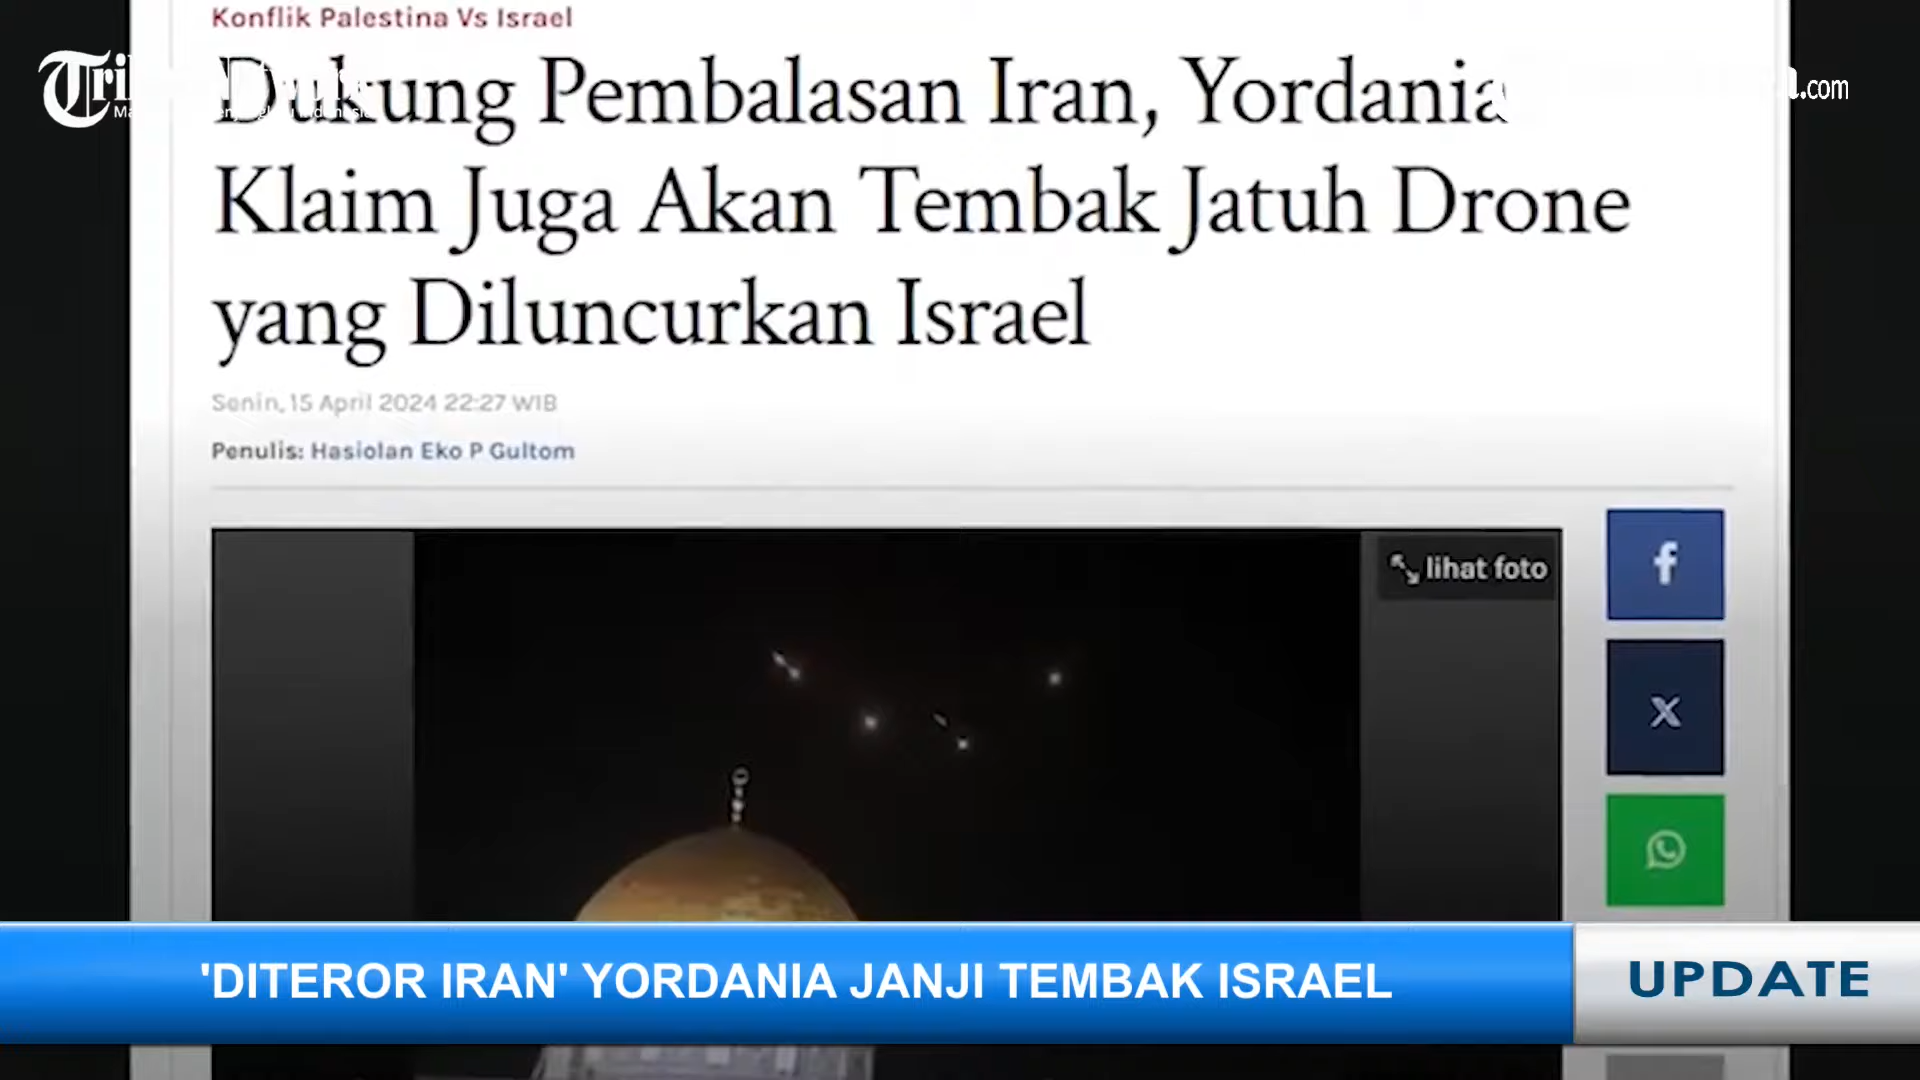 Konflik Palestina Vs Israel
Dukung Pembalasan Iran, Yordania
Klaim Juga Akan Tembak Jatuh Drone
yang Diluncurkan Israel
Senin, 15 April 2024 22:27 WIB
Penulis: Hasiolan Eko P Gultom
.com
lihat foto
'DITEROR IRAN' YORDANIA JANJI TEMBAK ISRAEL
UPDATE